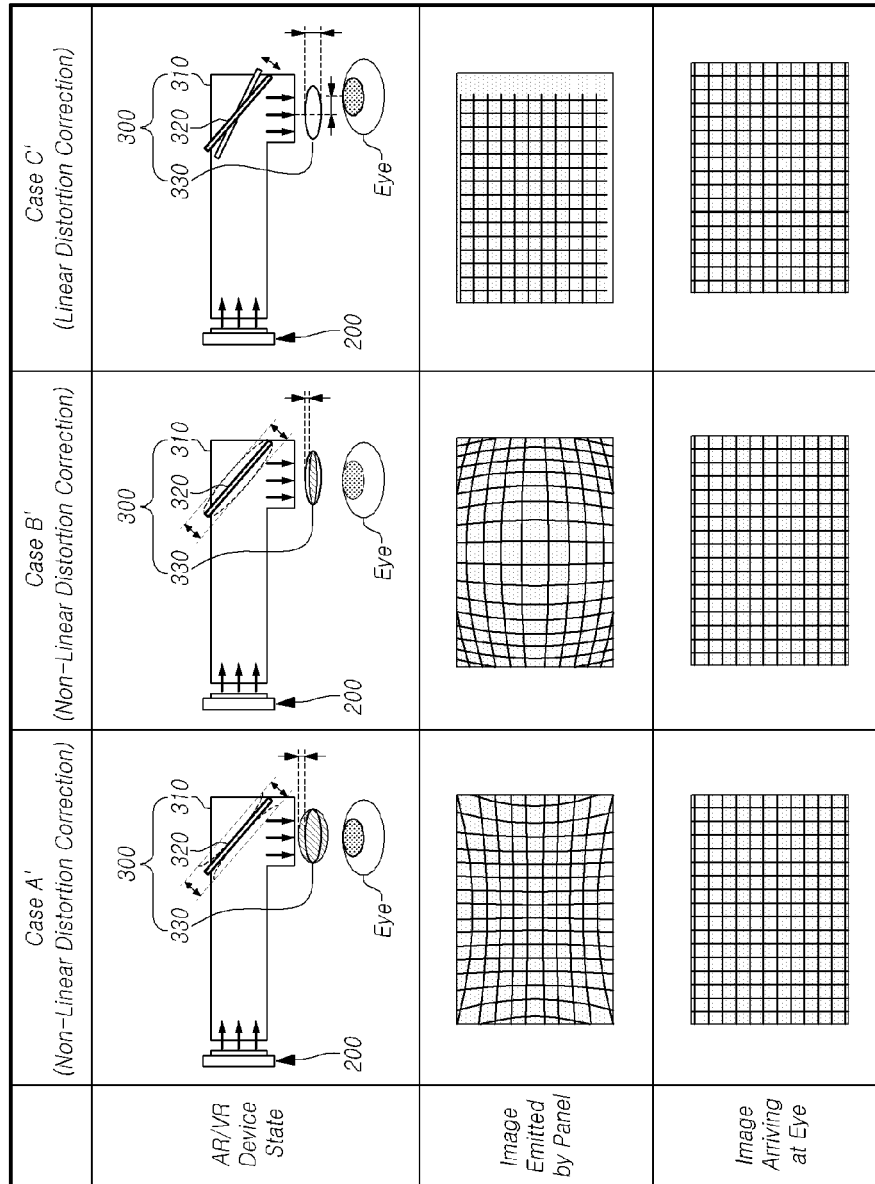 Case A'
(Non-Linear Distortion Correction)
Case B'
(Non-Linear Distortion Correction)
Case C'
(Linear Distortion Correction)
AR/VR
Device
State
300
330 320 310
200
Eye
300
330 320 310
200
Eye
300
330 320 310
200
Eye
Image
Emitted
by Panel
Image
Arriving
at Eye